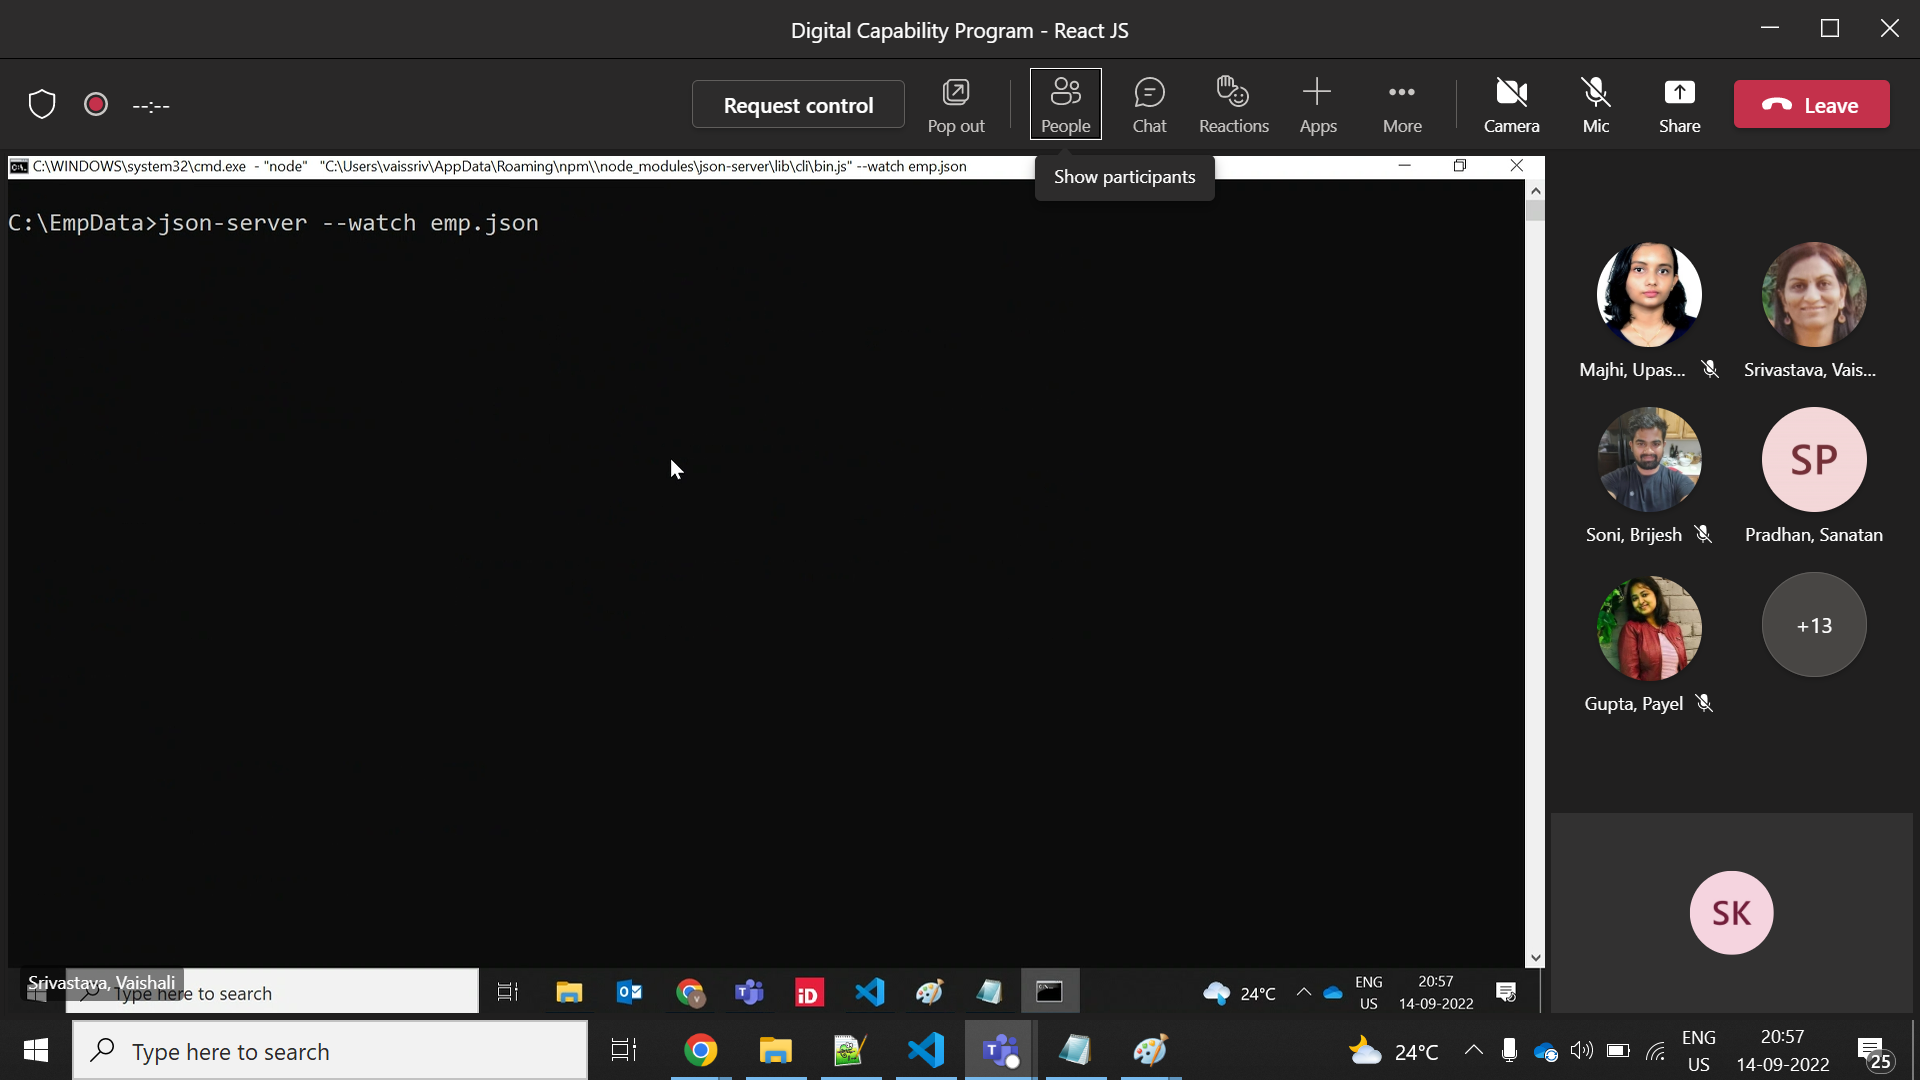 Digital Capability Program - React JS
--:--
Request control
Pop out
People
Chat
Reactions
Apps
More
Camera
Mic
Share
Leave
C:\WINDOWS\system32\cmd.exe - "node" "C:\Users\vaissriv\AppData\Roaming\npm\\node_modules\json-server\lib\cli\bin.js" --watch emp.json
Show participants
C:\EmpData>json-server --watch emp.json
Majhi, Upas...
Srivastava, Vais...
Soni, Brijesh
SP
Pradhan, Sanatan
Gupta, Payel
+13
SK
Srivastava, Vaishali
Type here to search
24°C
ENG
US
20:57
14-09-2022
Type here to search
24°C
ENG
US
20:57
14-09-2022
25